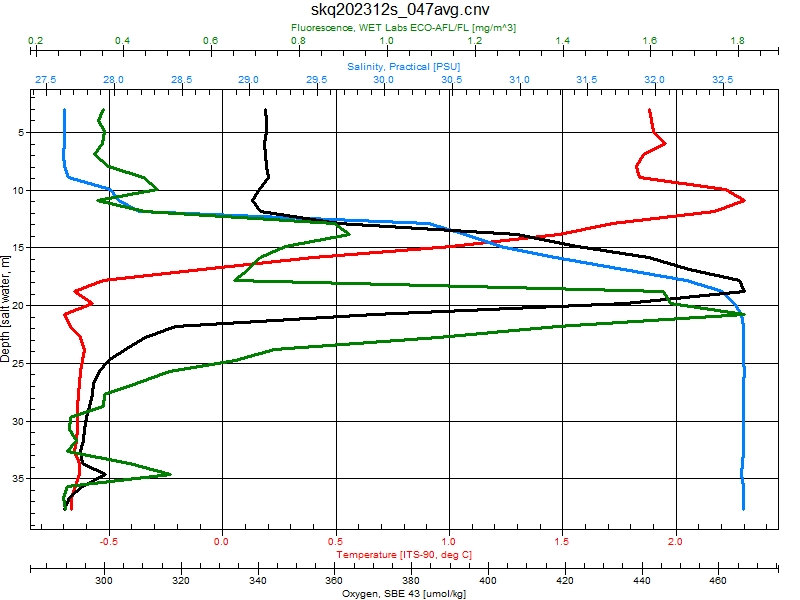 skq202312s_047avg.cnv
Fluorescence, WET Labs ECO-AFL/FL [mg/m^3]
0.2 0.4 0.6 0.8 1.0 1.2 1.4 1.6 1.8
Salinity, Practical [PSU]
27.5 28.0 28.5 29.0 29.5 30.0 30.5 31.0 31.5 32.0 32.5
5
10
15
20
25
30
35
Depth [salt water, m]
-0.5 0.0 0.5 1.0 1.5 2.0
Temperature [ITS-90, deg C]
300 320 340 360 380 400 420 440 460
Oxygen, SBE 43 [umol/kg]